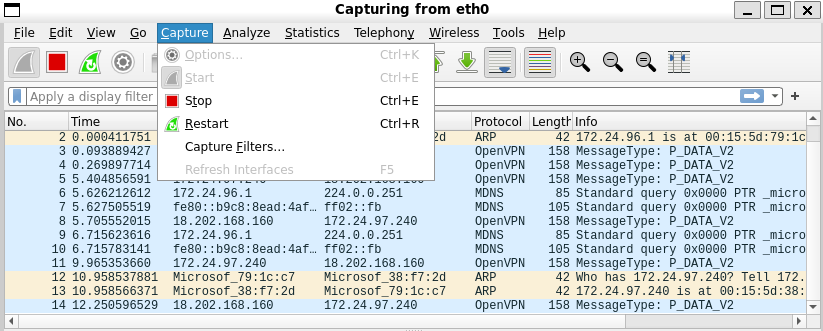 Capturing from eth0
File Edit View Go Capture Analyze Statistics Telephony Wireless Tools Help
Options... Ctrl+K
Start Ctrl+E
Stop Ctrl+E
Restart Ctrl+R
Capture Filters...
Refresh Interfaces F5
Apply a display filter
No. Time Protocol Length Info
2 0.000411751 2d ARP 42 172.24.96.1 is at 00:15:5d:79:1c
3 0.093889427 OpenVPN 158 MessageType: P_DATA_V2
4 0.269897714 OpenVPN 158 MessageType: P_DATA_V2
5 5.404856591 OpenVPN 158 MessageType: P_DATA_V2
6 5.626212612 172.24.96.1 224.0.0.251 MDNS 85 Standard query 0x0000 PTR _micro
7 5.627505519 fe80::b9c8:8ead:4af… ff02::fb MDNS 105 Standard query 0x0000 PTR _micro
8 5.705552015 18.202.168.160 172.24.97.240 OpenVPN 158 MessageType: P_DATA_V2
9 6.715623616 172.24.96.1 224.0.0.251 MDNS 85 Standard query 0x0000 PTR _micro
10 6.715783141 fe80::b9c8:8ead:4af… ff02::fb MDNS 105 Standard query 0x0000 PTR _micro
11 9.965353660 172.24.97.240 18.202.168.160 OpenVPN 158 MessageType: P_DATA_V2
12 10.958537881 Microsof_79:1c:c7 Microsof_38:f7:2d ARP 42 Who has 172.24.97.240? Tell 172.
13 10.958566371 Microsof_38:f7:2d Microsof_79:1c:c7 ARP 42 172.24.97.240 is at 00:15:5d:38:
14 12.250596529 18.202.168.160 172.24.97.240 OpenVPN 158 MessageType: P_DATA_V2